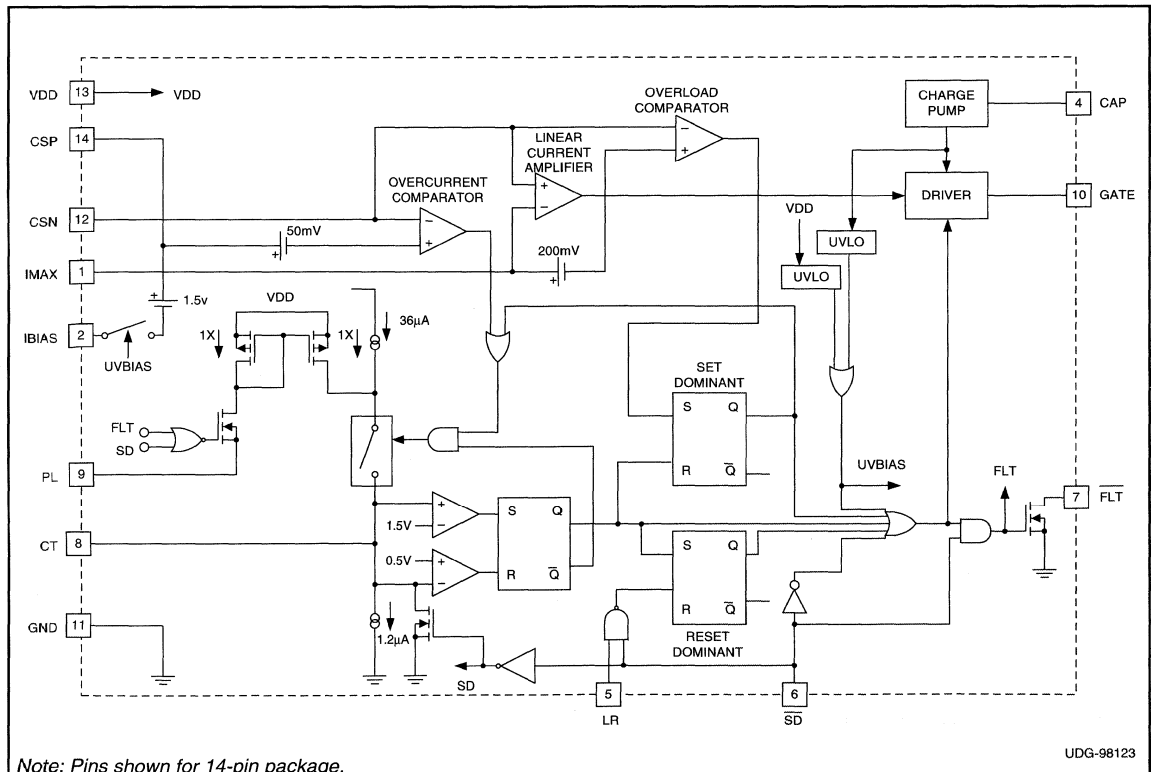 VDD 13 VDD
CSP 14
OVERLOAD
COMPARATOR
CHARGE
PUMP
4 CAP
LINEAR
CURRENT
AMPLIFIER
OVERCURRENT
COMPARATOR
DRIVER
10 GATE
CSN 12
50mV
VDD
UVLO
UVLO
IMAX 1
200mV
1.5v
IBIAS 2
UVBIAS
VDD
1X
1X
36µA
SET
DOMINANT
S Q
R Q
FLT
SD
PL 9
UVBIAS
FLT
7 FLT
CT 8
1.5V
0.5V
S Q
R Q
S Q
R Q
RESET
DOMINANT
GND 11
1.2µA
SD
5
LR
6
SD
UDG-98123
Note: Pins shown for 14-pin package.